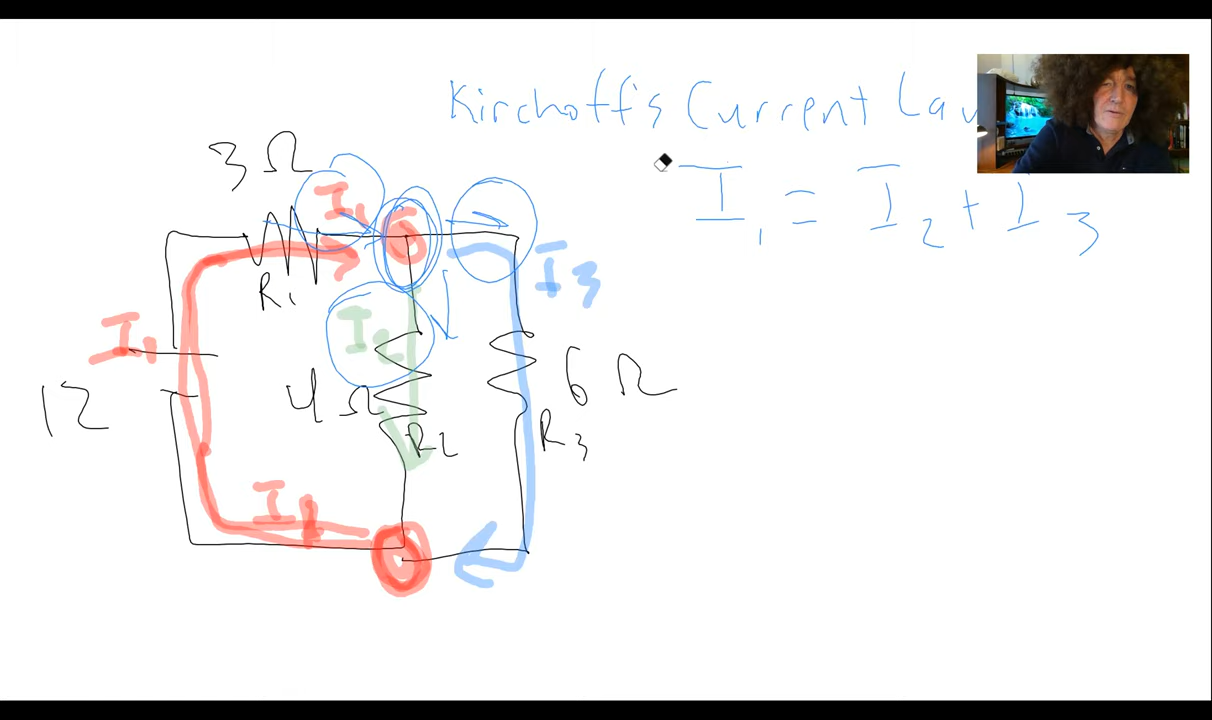 Kirchoff's Current Law
I₁ = I₂ + I₃
3 Ω
I₁
R₁
I₃
I₁
I₂
12
4 Ω
6 Ω
R₂
R₃
I₁